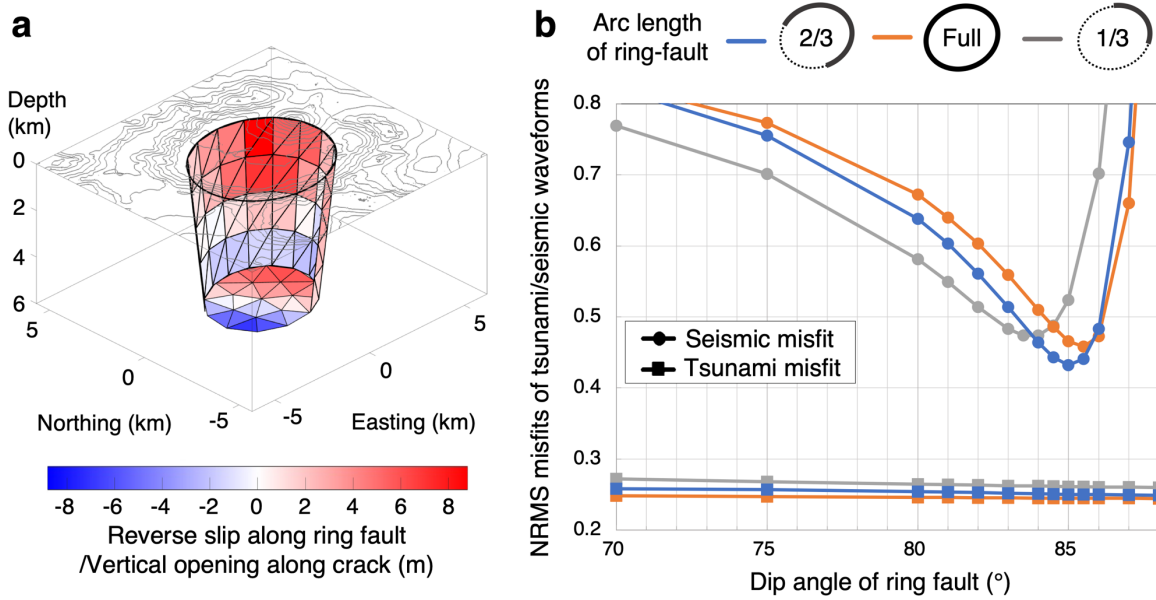 a
Depth
(km)
0
2
4
6
5
0
-5
Northing (km)
-5
0
5
Easting (km)
-8 -6 -4 -2 0 2 4 6 8
Reverse slip along ring fault
/Vertical opening along crack (m)
b
Arc length
of ring-fault
2/3
Full
1/3
NRMS misfits of tsunami/seismic waveforms
0.8
0.7
0.6
0.5
0.4
0.3
0.2
Seismic misfit
Tsunami misfit
70 75 80 85
Dip angle of ring fault (°)